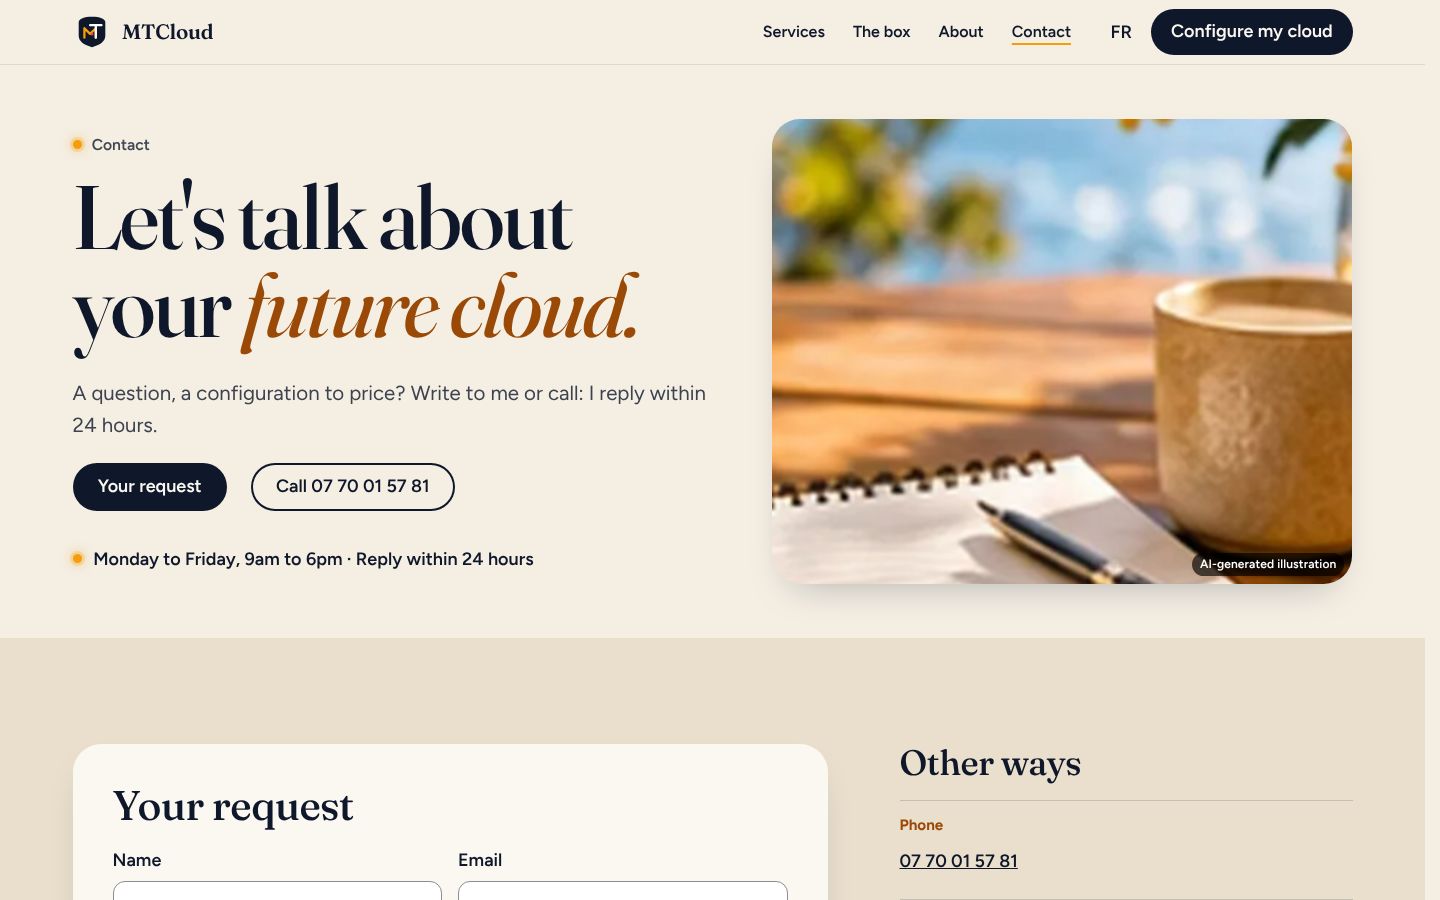 MTCloud
Services
The box
About
Contact
FR
Configure my cloud
Contact
Let's talk about
your future cloud.
A question, a configuration to price? Write to me or call: I reply within
24 hours.
Your request
Call 07 70 01 57 81
Monday to Friday, 9am to 6pm · Reply within 24 hours
AI-generated illustration
Your request
Name
Email
Other ways
Phone
07 70 01 57 81